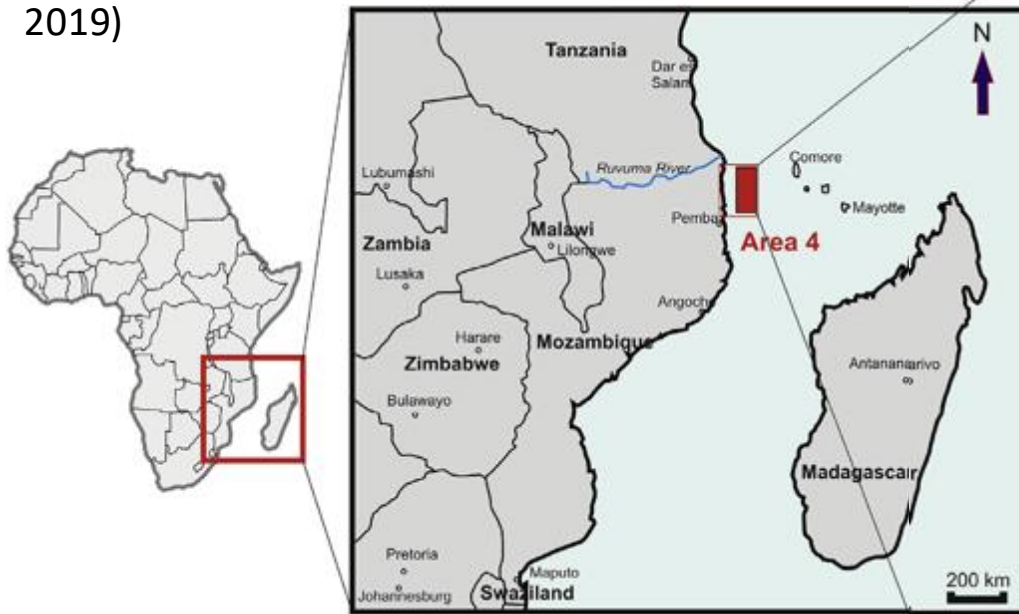 2019)
N
Tanzania
Dar es
Salam
Comore
Ruvuma River
Lubumashi
Mayotte
Pemba
Malawi
Area 4
Zambia
Lilongwe
Lusaka
Angoche
Harare
Mozambique
Zimbabwe
Antananarivo
Bulawayo
Madagascar
Pretoria
Maputo
200 km
Johannesburg
Swaziland